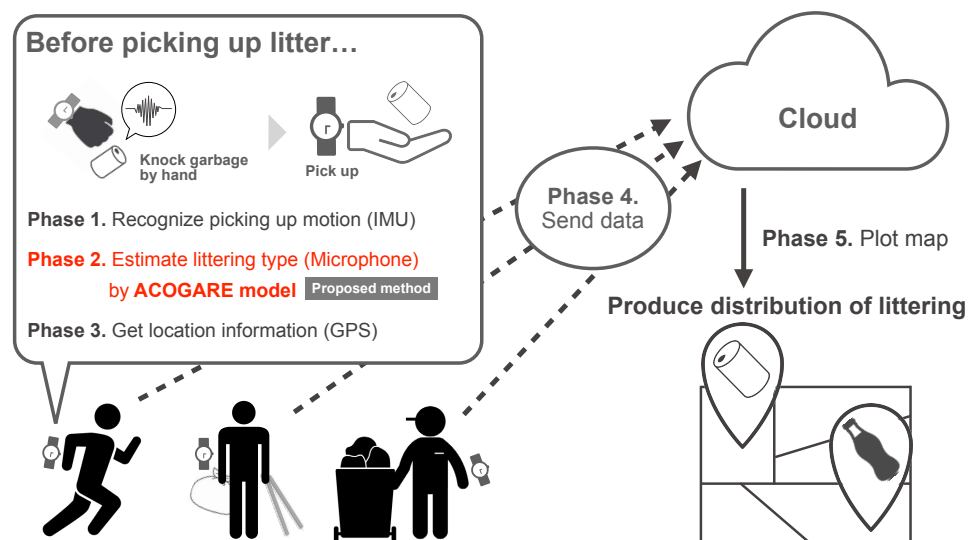 Before picking up litter…
Knock garbage
by hand
Pick up
Phase 1. Recognize picking up motion (IMU)
Phase 2. Estimate littering type (Microphone)
by ACOGARE model Proposed method
Phase 3. Get location information (GPS)
Phase 4.
Send data
Cloud
Phase 5. Plot map
Produce distribution of littering